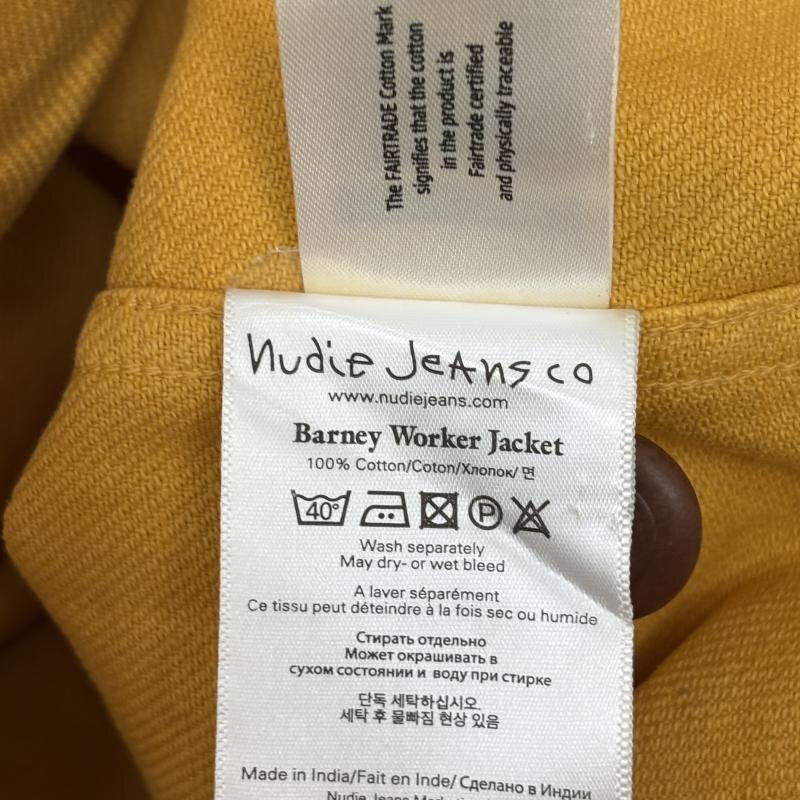 The FAIRTRADE Cotton Mark
signifies that the cotton
in the product is
Fairtrade certified
and physically traceable
Nudie Jeans co
www.nudiejeans.com
Barney Worker Jacket
100% Cotton/Coton/Хлопок/ 면
40°
P
Wash separately
May dry- or wet bleed
A laver séparément
Ce tissu peut déteindre à la fois sec ou humide
Стирать отдельно
Может окрашивать в
сухом состоянии и воду при стирке
단독 세탁하십시오
세탁 후 물빠짐 현상 있음
Made in India/Fait en Inde/ Сделано в Индии
Nudie Jeans